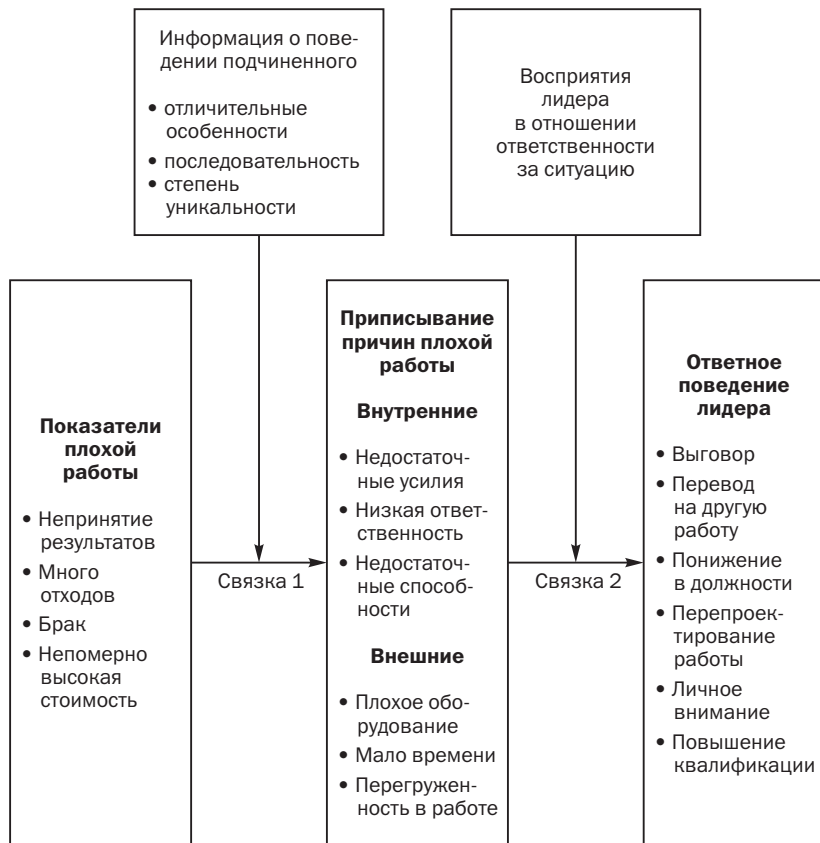 Информация о пове-
дении подчиненного
• отличительные
особенности
• последовательность
• степень
уникальности
Восприятия
лидера
в отношении
ответственности
за ситуацию
Показатели
плохой
работы
• Непринятие
результатов
• Много
отходов
• Брак
• Непомерно
высокая
стоимость
Связка 1
Приписывание
причин плохой
работы
Внутренние
• Недостаточ-
ные усилия
• Низкая ответ-
ственность
• Недостаточ-
ные способ-
ности
Внешние
• Плохое обо-
рудование
• Мало времени
• Перегружен-
ность в работе
Связка 2
Ответное
поведение
лидера
• Выговор
• Перевод
на другую
работу
• Понижение
в должности
• Перепроек-
тирование
работы
• Личное
внимание
• Повышение
квалификации